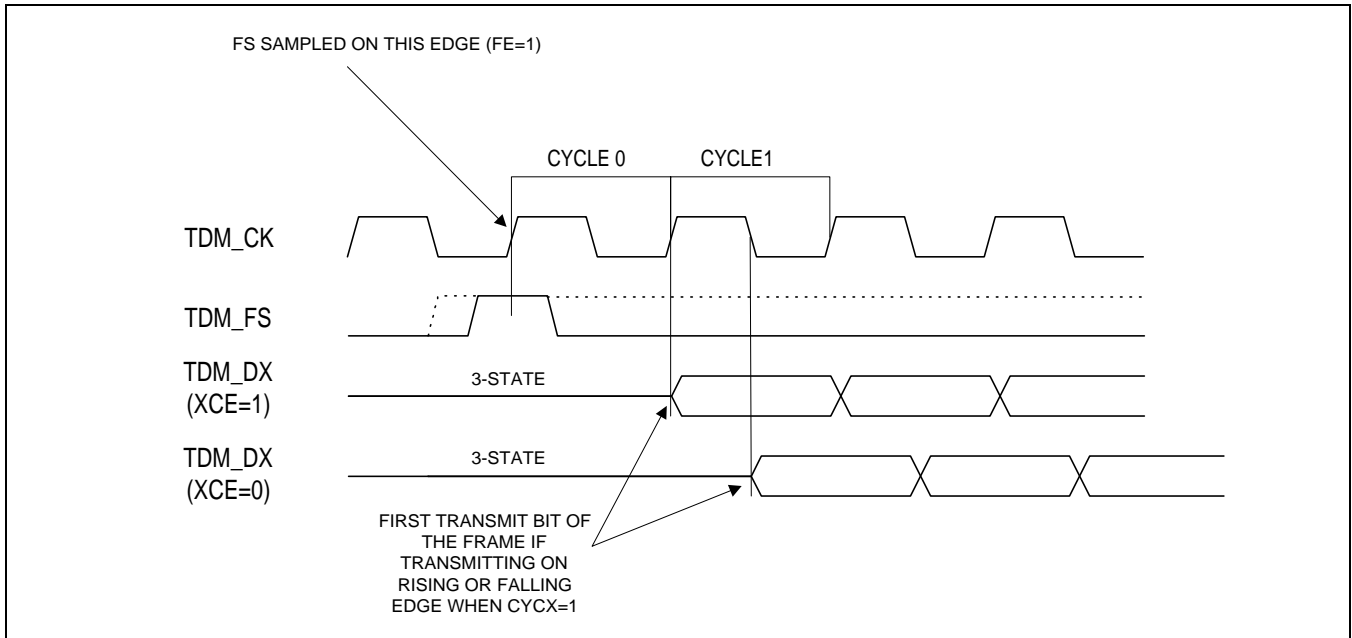 FS SAMPLED ON THIS EDGE (FE=1)
CYCLE 0
CYCLE1
TDM_CK
TDM_FS
TDM_DX
(XCE=1)
3-STATE
TDM_DX
(XCE=0)
3-STATE
FIRST TRANSMIT BIT OF
THE FRAME IF
TRANSMITTING ON
RISING OR FALLING
EDGE WHEN CYCX=1